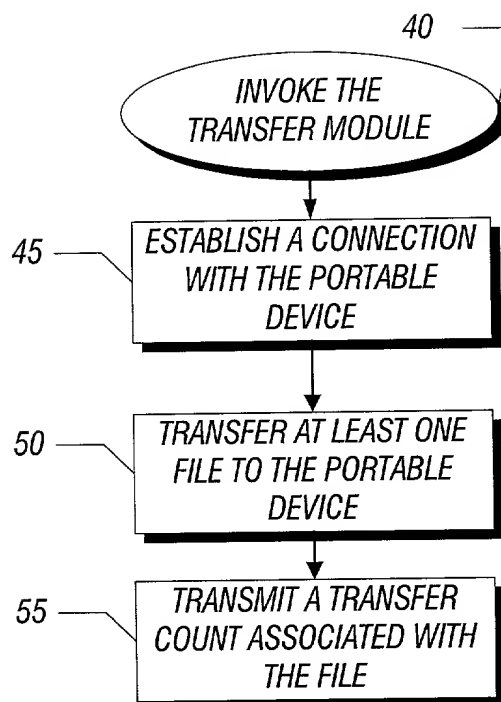 40
INVOKE THE
TRANSFER MODULE
45
ESTABLISH A CONNECTION
WITH THE PORTABLE
DEVICE
50
TRANSFER AT LEAST ONE
FILE TO THE PORTABLE
DEVICE
55
TRANSMIT A TRANSFER
COUNT ASSOCIATED WITH
THE FILE